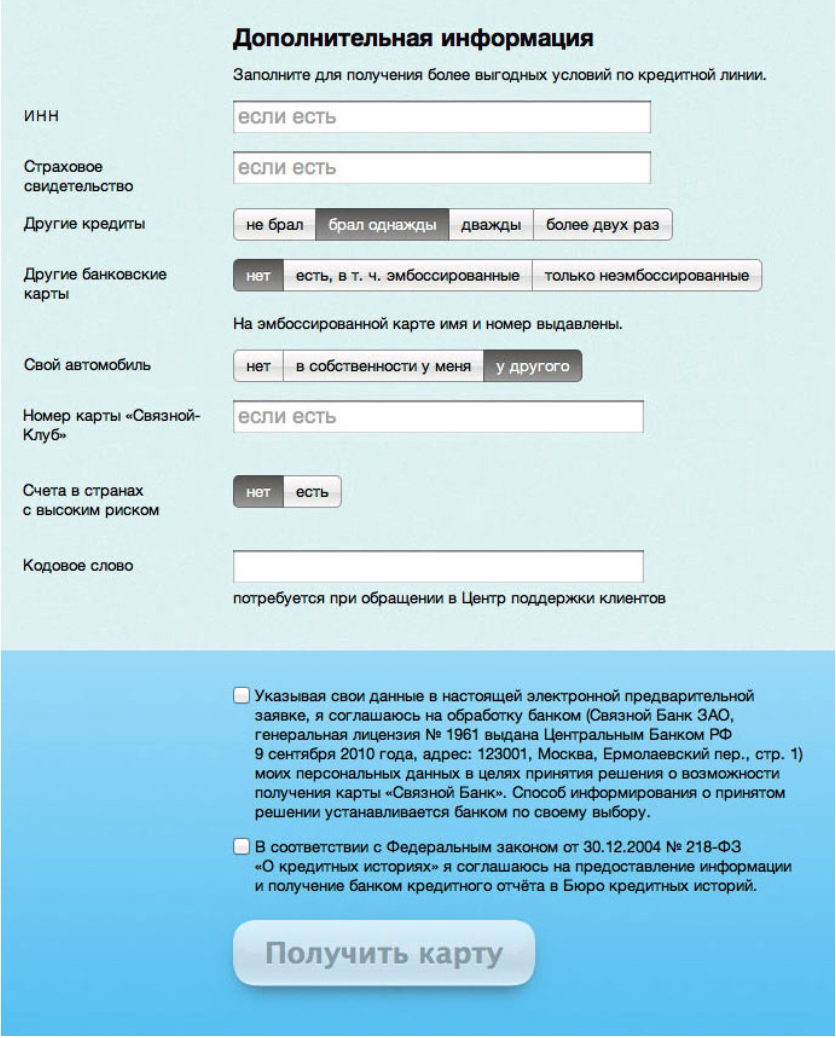 Дополнительная информация
Заполните для получения более выгодных условий по кредитной линии.
ИНН
если есть
Страховое
свидетельство
если есть
Другие кредиты
не брал брал однажды дважды более двух раз
Другие банковские
карты
нет есть, в т. ч. эмбоссированные только неэмбоссированные
На эмбоссированной карте имя и номер выдавлены.
Свой автомобиль
нет в собственности у меня у другого
Номер карты «Связной-
Клуб»
если есть
Счета в странах
с высоким риском
нет есть
Кодовое слово
потребуется при обращении в Центр поддержки клиентов
Указывая свои данные в настоящей электронной предварительной
заявке, я соглашаюсь на обработку банком (Связной Банк ЗАО,
генеральная лицензия № 1961 выдана Центральным Банком РФ
9 сентября 2010 года, адрес: 123001, Москва, Ермолаевский пер., стр. 1)
моих персональных данных в целях принятия решения о возможности
получения карты «Связной Банк». Способ информирования о принятом
решении устанавливается банком по своему выбору.
В соответствии с Федеральным законом от 30.12.2004 № 218-ФЗ
«О кредитных историях» я соглашаюсь на предоставление информации
и получение банком кредитного отчёта в Бюро кредитных историй.
Получить карту